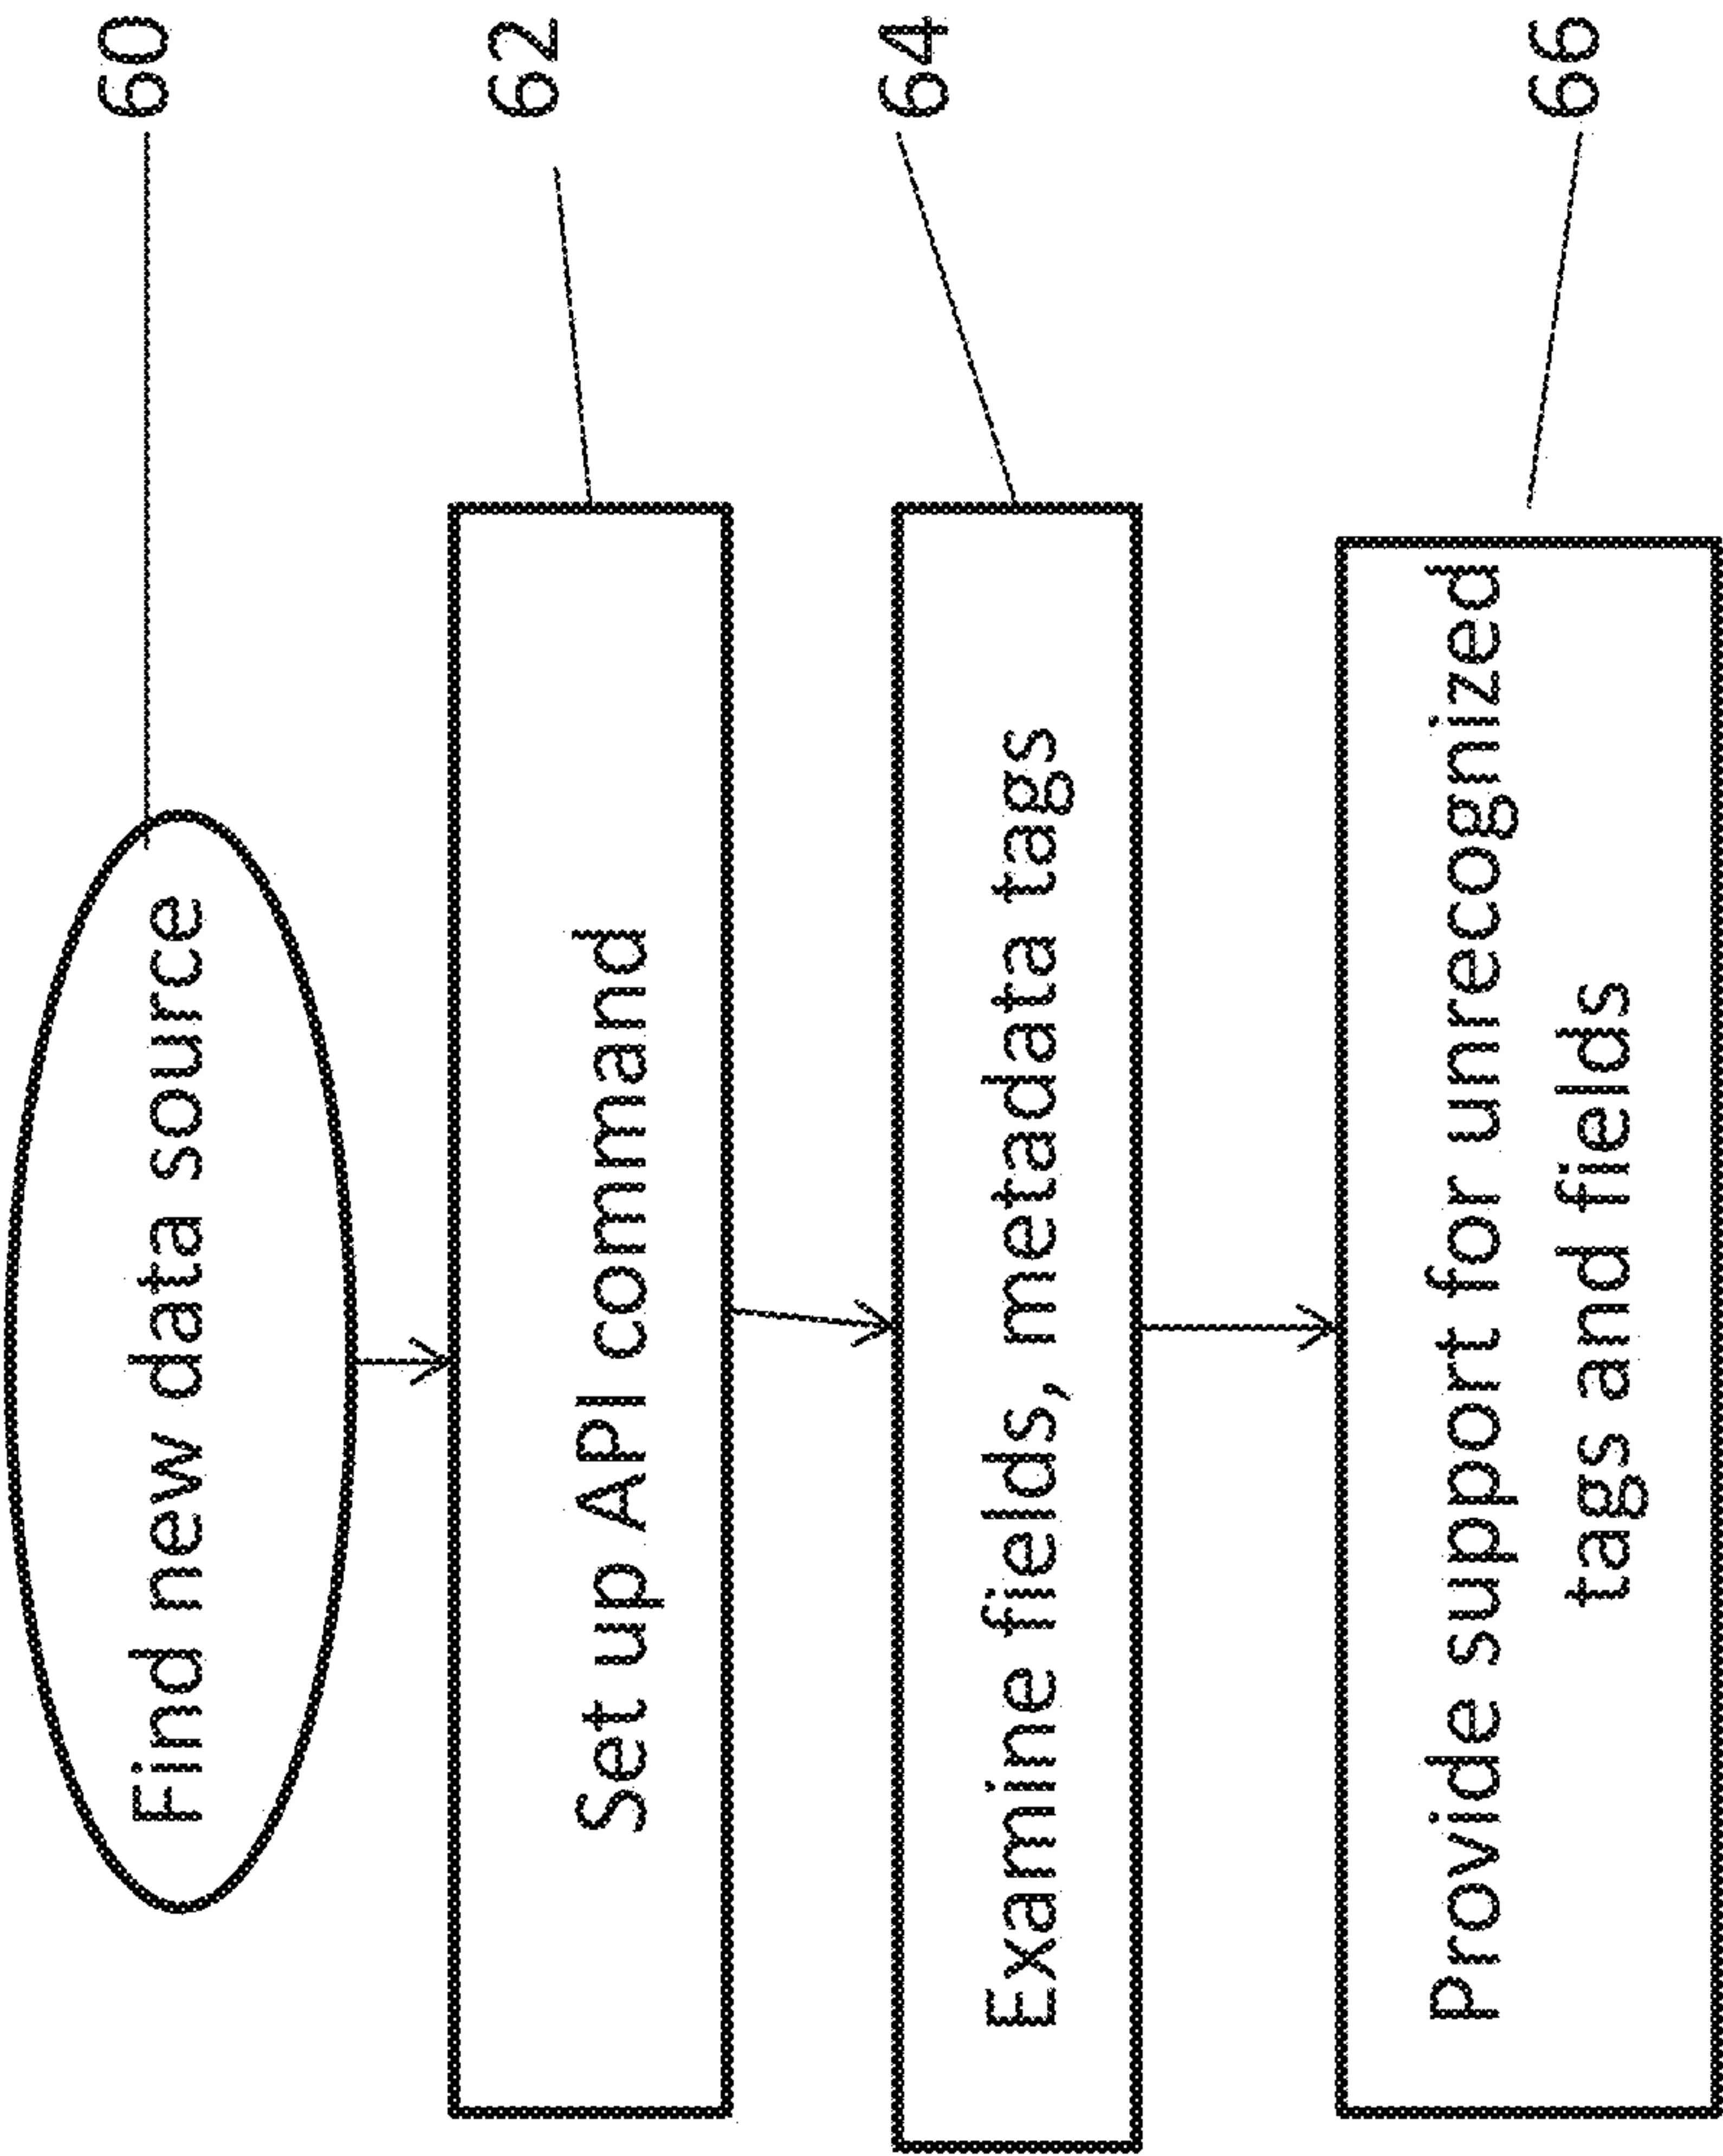 Find new data source
60
Set up API command
62
Examine fields, metadata tags
64
Provide support for unrecognized
tags and fields
66